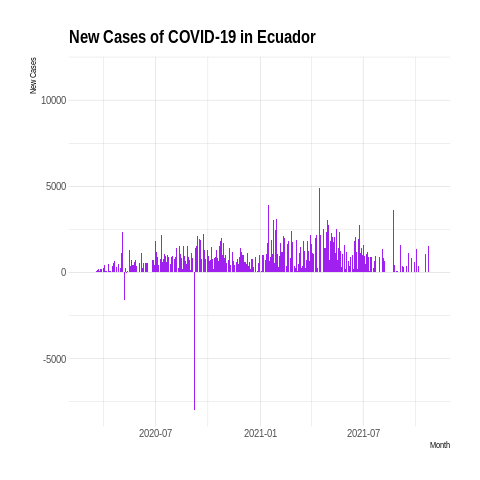 New Cases of COVID-19 in Ecuador
New Cases
10000
5000
0
-5000
2020-07
2021-01
2021-07
Month